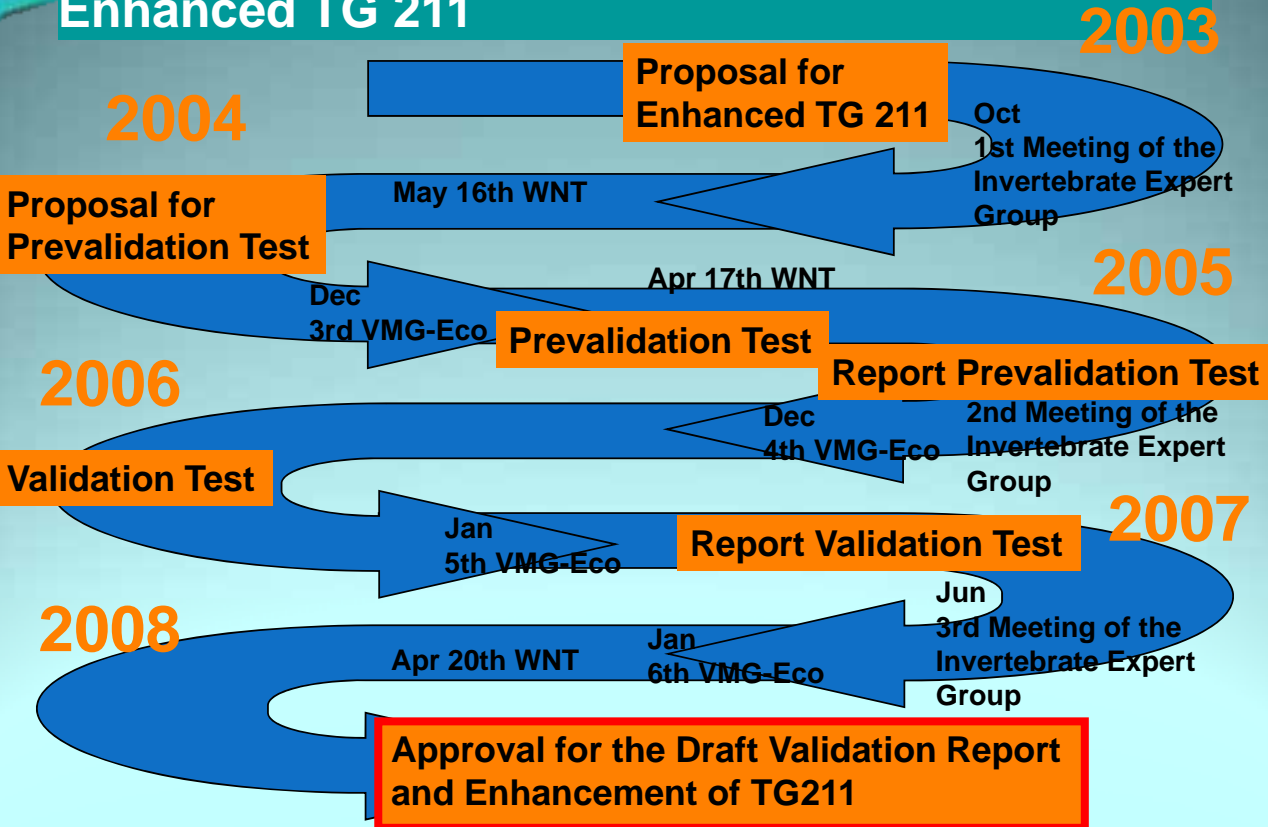 Enhanced TG 211
2003
Proposal for
Enhanced TG 211
Oct
1st Meeting of the
Invertebrate Expert
Group
2004
May 16th WNT
Proposal for
Prevalidation Test
Dec
3rd VMG-Eco
Apr 17th WNT
2005
Prevalidation Test
Report Prevalidation Test
2nd Meeting of the
Invertebrate Expert
Group
Dec
4th VMG-Eco
2006
Validation Test
Jan
5th VMG-Eco
Report Validation Test
2007
Jun
3rd Meeting of the
Invertebrate Expert
Group
Jan
6th VMG-Eco
Apr 20th WNT
2008
Approval for the Draft Validation Report
and Enhancement of TG211